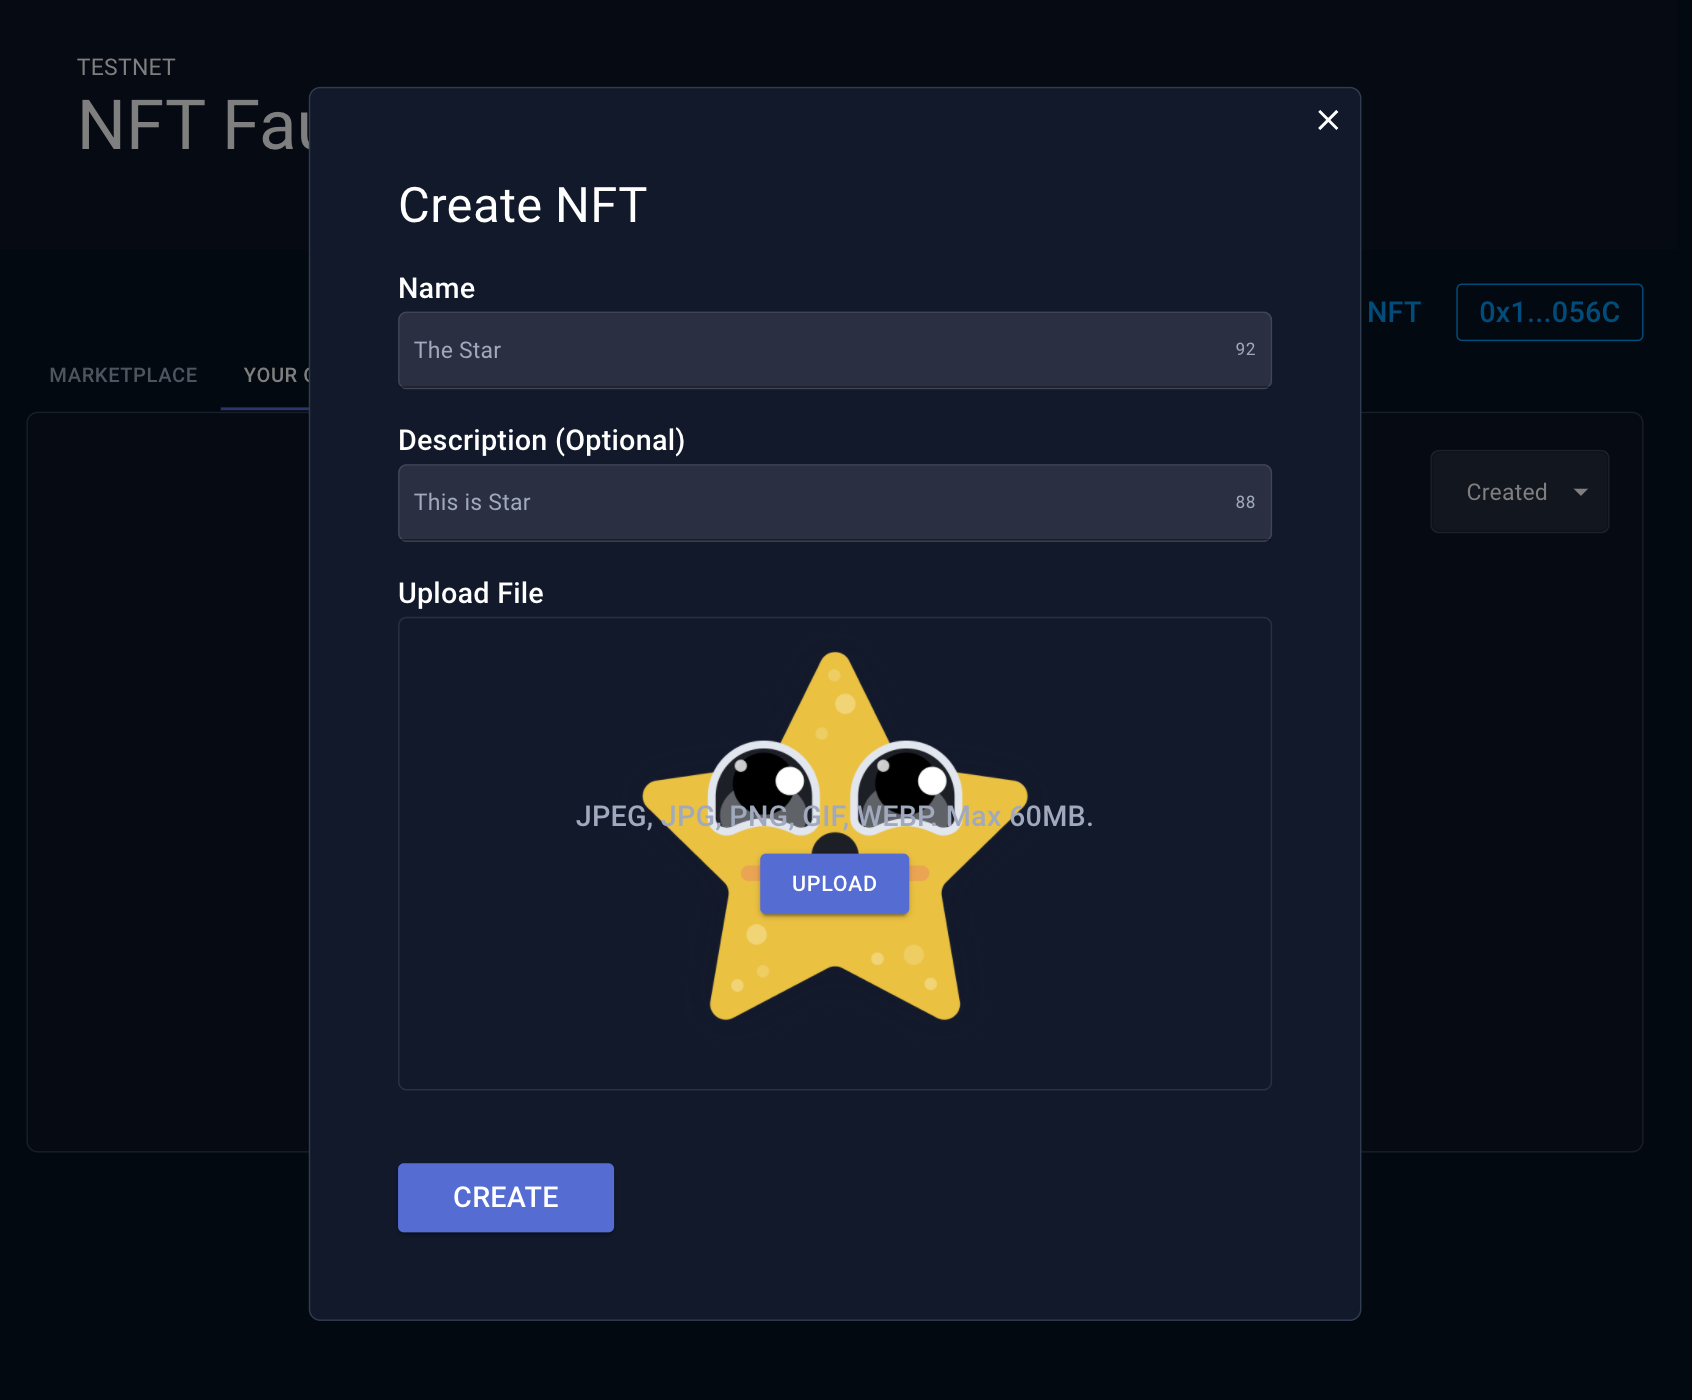 TESTNET
NFT Fau
Create NFT
Name
NFT
0x1...056C
The Star
92
MARKETPLACE
YOUR
Description (Optional)
This is Star
88
Created
Upload File
JPEG, JPG, PNG, GIF, WEBP. Max 60MB.
UPLOAD
CREATE